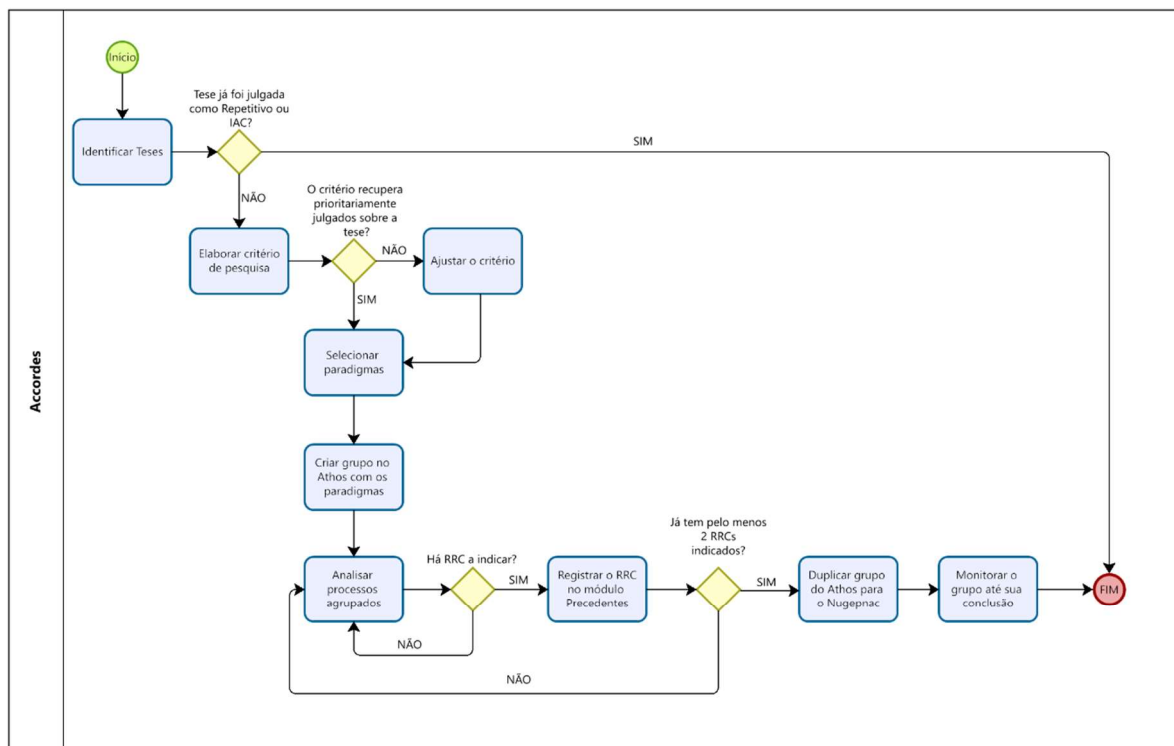 Accordes
Início
Identificar Teses
Tese já foi julgada
como Repetitivo ou
IAC?
SIM
NÃO
Elaborar critério
de pesquisa
O critério recupera
prioritariamente
julgados sobre a
tese?
NÃO
Ajustar o critério
SIM
Selecionar
paradigmas
Criar grupo no
Athos com os
paradigmas
Analisar
processos
agrupados
Há RRC a indicar?
SIM
NÃO
Registrar o RRC
no módulo
Precedentes
Já tem pelo menos
2 RRCs
indicados?
SIM
NÃO
Duplicar grupo
do Athos para
o Nugepnac
Monitorar o
grupo até sua
conclusão
FIM